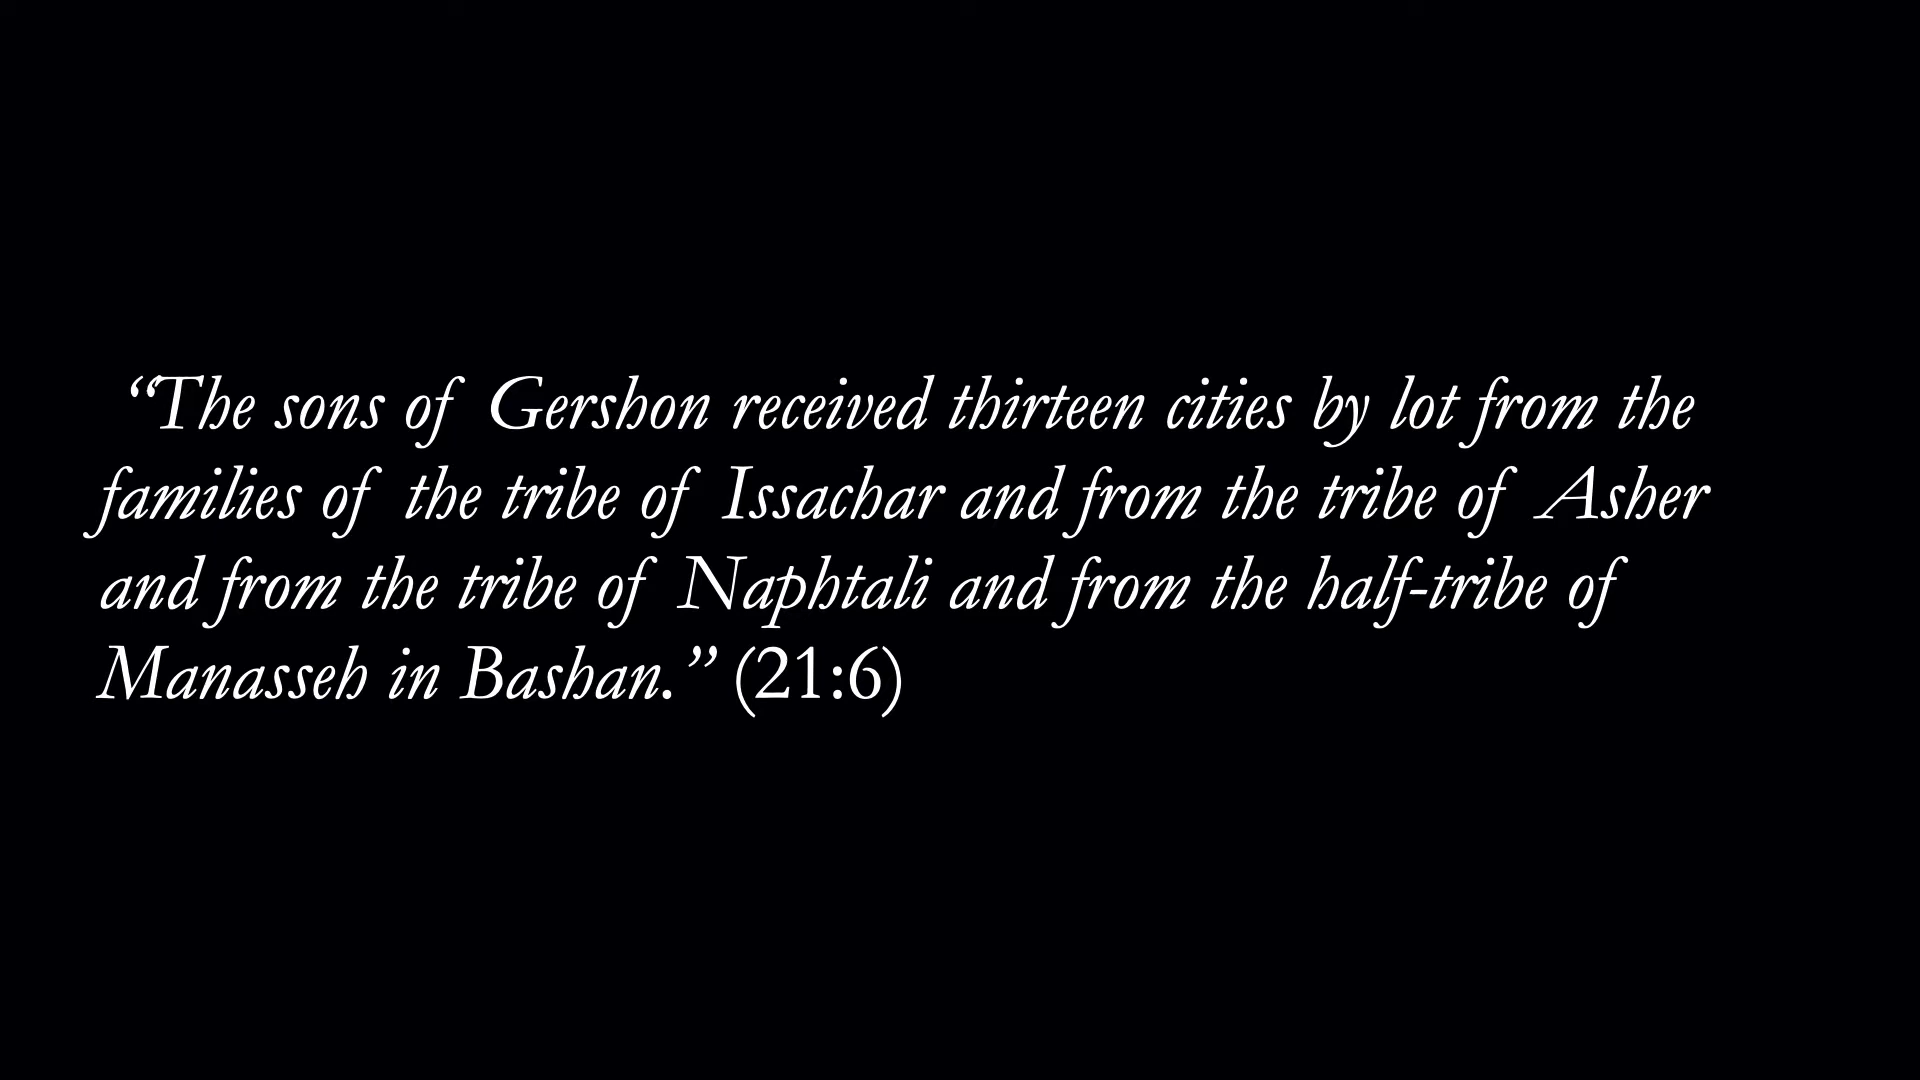 “The sons of Gershon received thirteen cities by lot from the
families of the tribe of Issachar and from the tribe of Asher
and from the tribe of Naphtali and from the half-tribe of
Manasseh in Bashan.” (21:6)